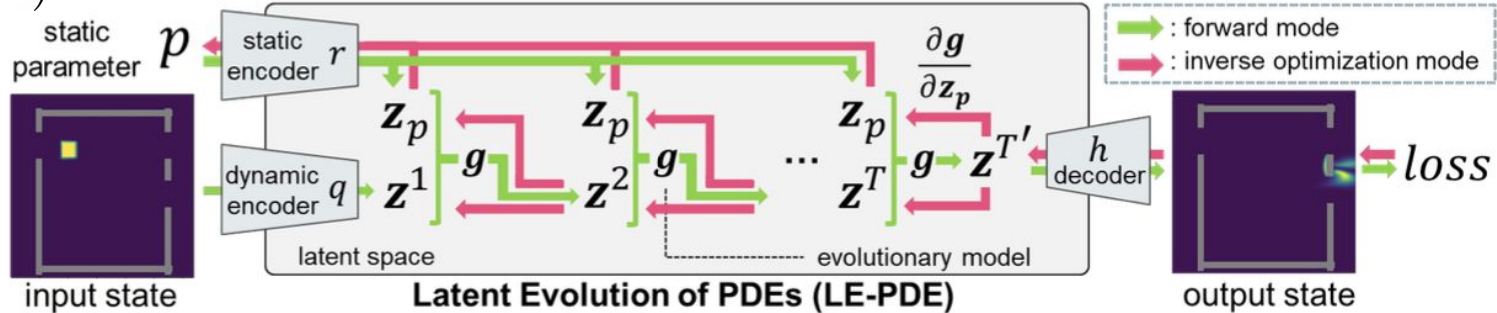 static
parameter
p
static
encoder r
∂g
∂z_p
: forward mode
: inverse optimization mode
z_p z_p z_p
g g ... g
z^1 z^2 z^T z^T'
dynamic
encoder q
h
decoder
loss
latent space
evolutionary model
input state
Latent Evolution of PDEs (LE-PDE)
output state